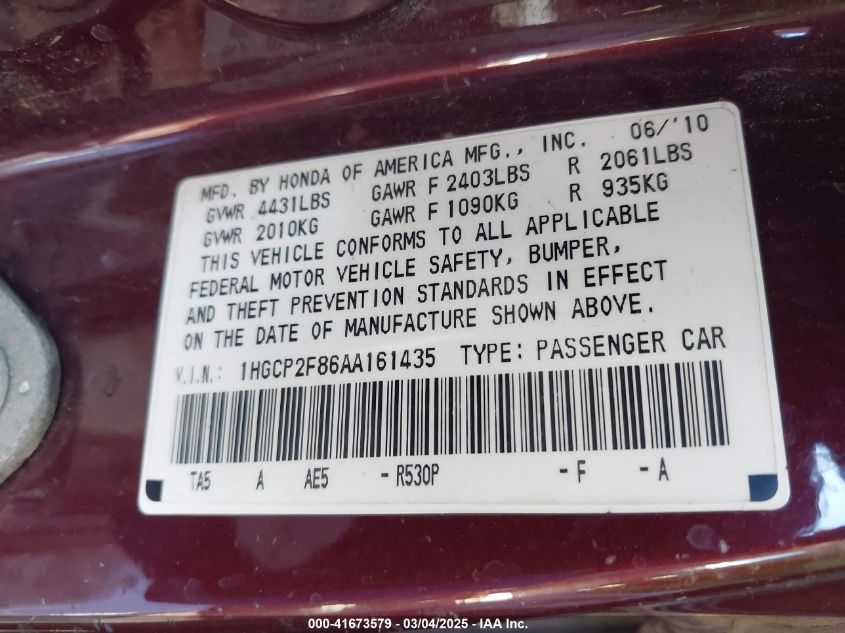 MFD. BY HONDA OF AMERICA MFG., INC. 06/'10
GVWR 4431LBS GAWR F 2403LBS R 2061LBS
GVWR 2010KG GAWR F 1090KG R 935KG
THIS VEHICLE CONFORMS TO ALL APPLICABLE
FEDERAL MOTOR VEHICLE SAFETY, BUMPER,
AND THEFT PREVENTION STANDARDS IN EFFECT
ON THE DATE OF MANUFACTURE SHOWN ABOVE.
V.I.N.: 1HGCP2F86AA161435 TYPE: PASSENGER CAR
TA5 A AE5 -R530P -F -A
000-41673579 - 03/04/2025 - IAA Inc.